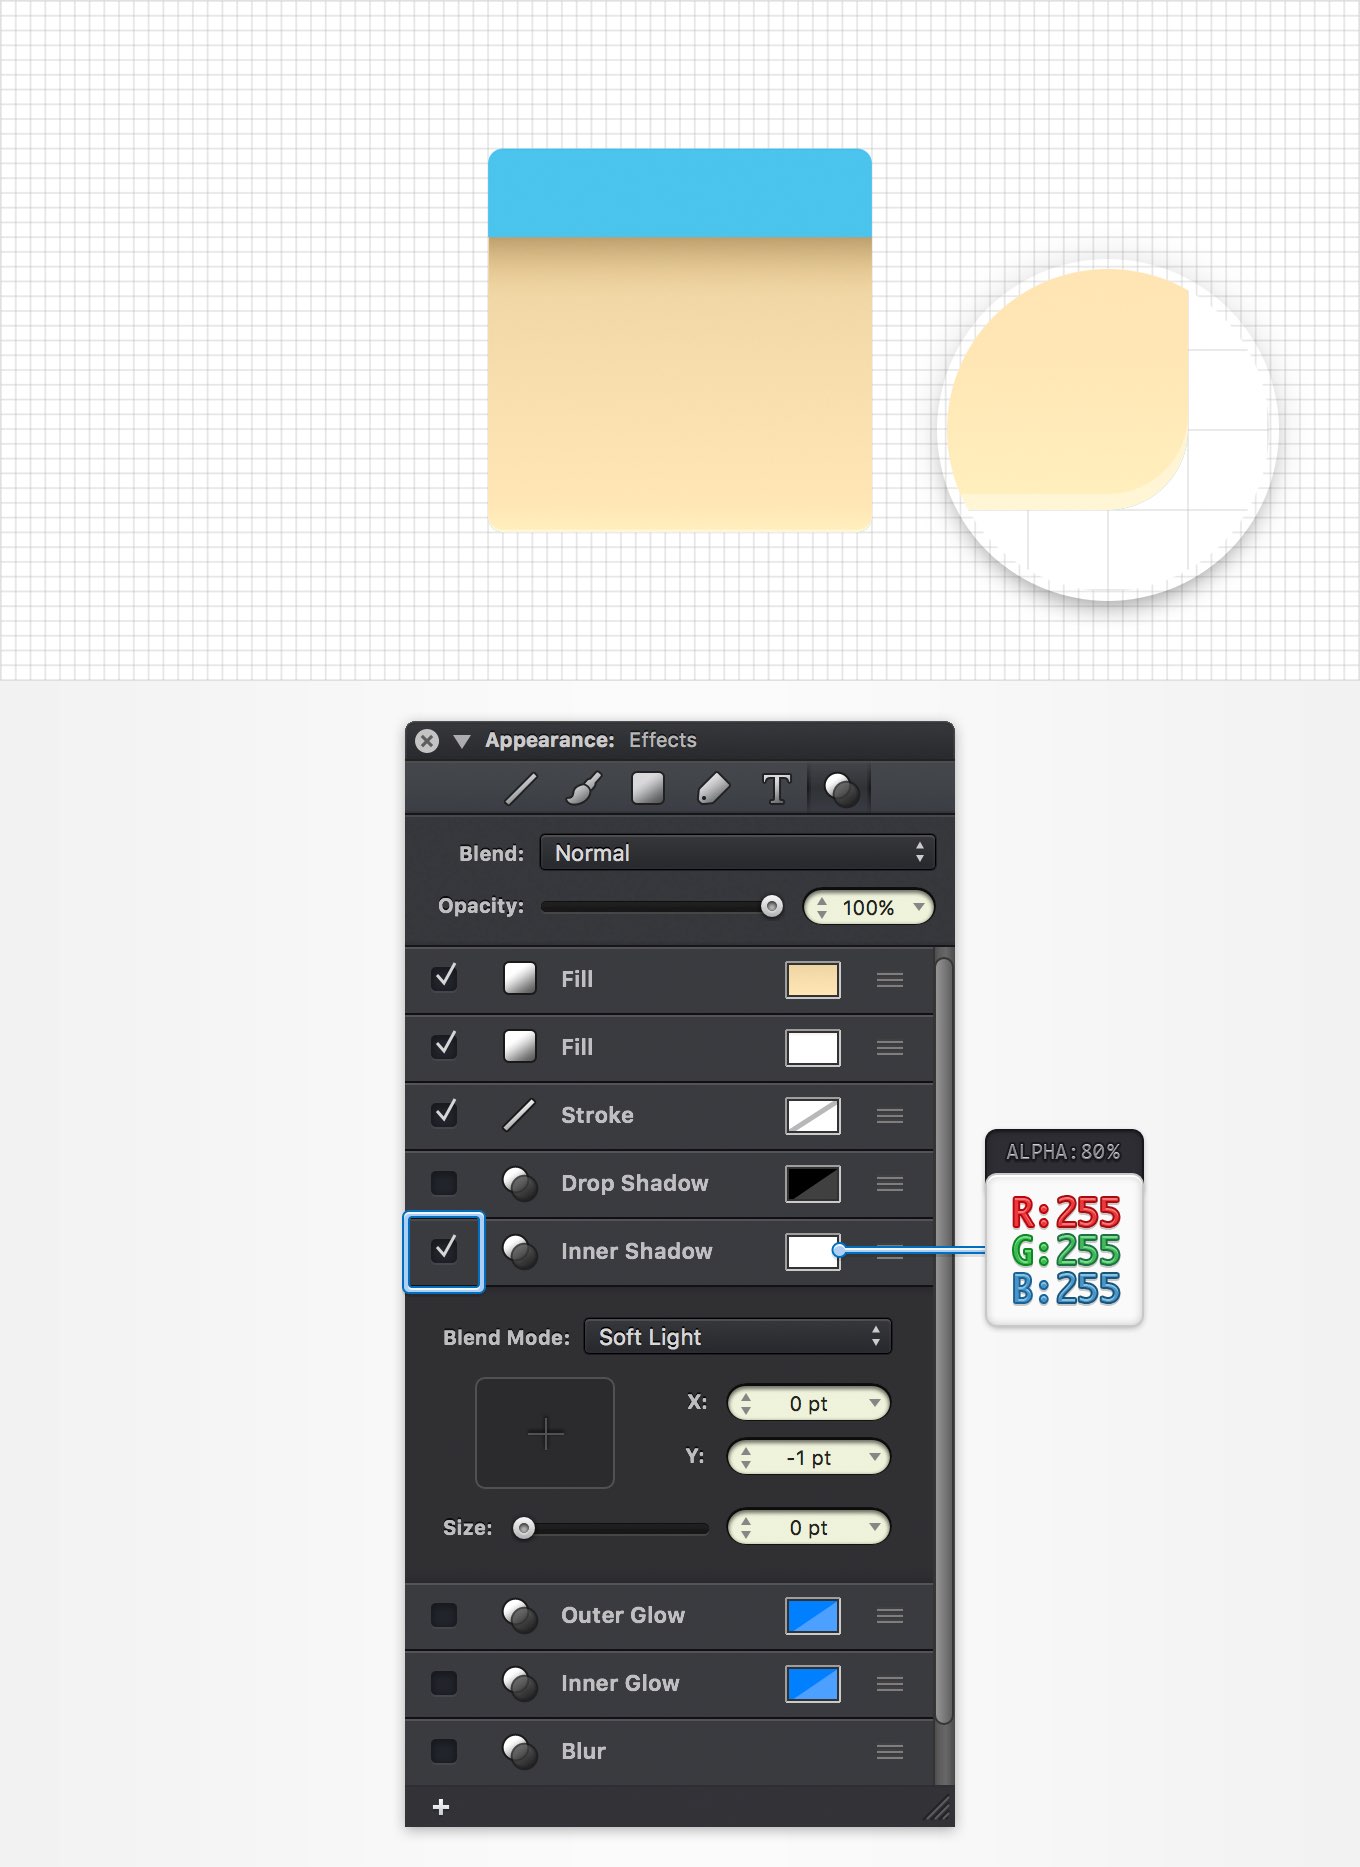 Appearance: Effects
T
Blend: Normal
Opacity: 100%
Fill
Fill
Stroke
Drop Shadow
Inner Shadow
ALPHA:80%
R:255
G:255
B:255
Blend Mode: Soft Light
X: 0 pt
Y: -1 pt
Size: 0 pt
Outer Glow
Inner Glow
Blur